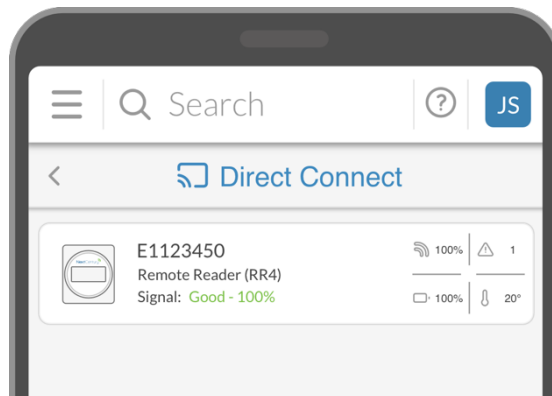 Search
JS
Direct Connect
E1123450
Remote Reader (RR4)
Signal: Good - 100%
100%
1
100%
20°